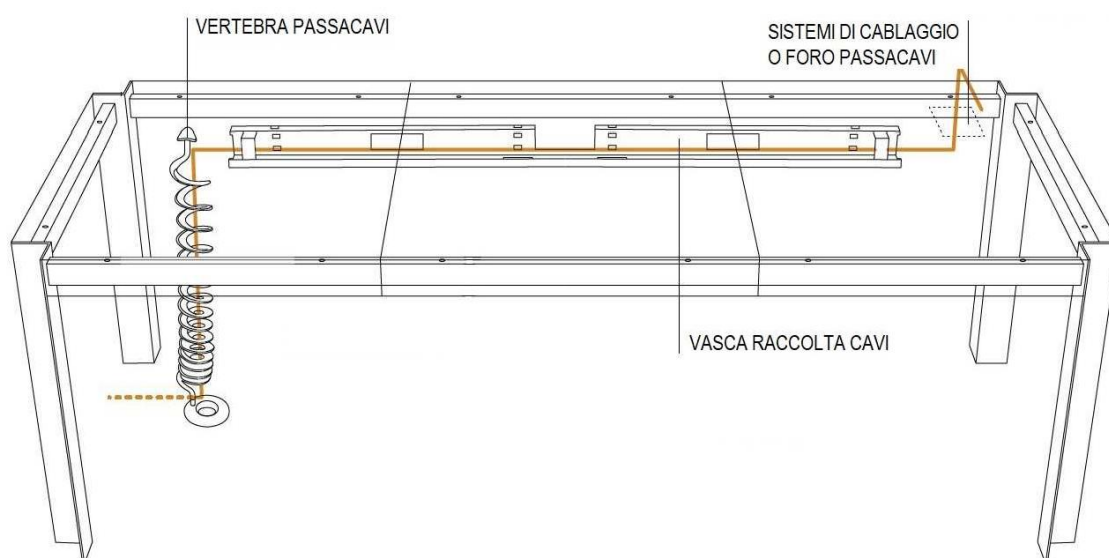 VERTEBRA PASSACAVI
SISTEMI DI CABLAGGIO
O FORO PASSACAVI
VASCA RACCOLTA CAVI